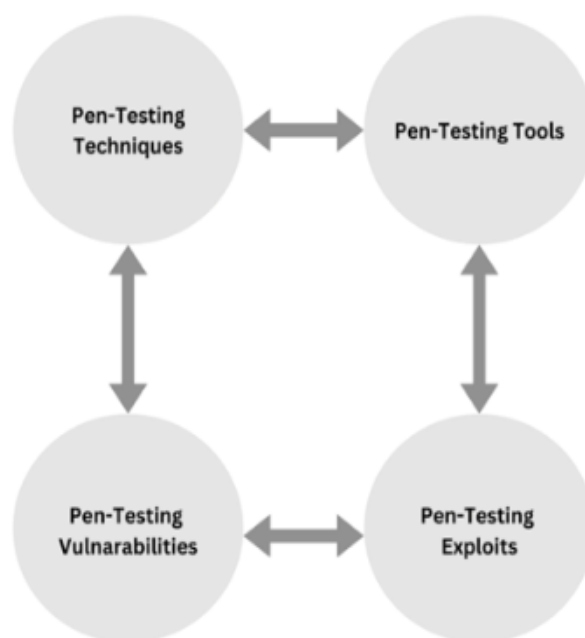 Pen-Testing
Techniques
Pen-Testing Tools
Pen-Testing
Vulnarabilities
Pen-Testing
Exploits